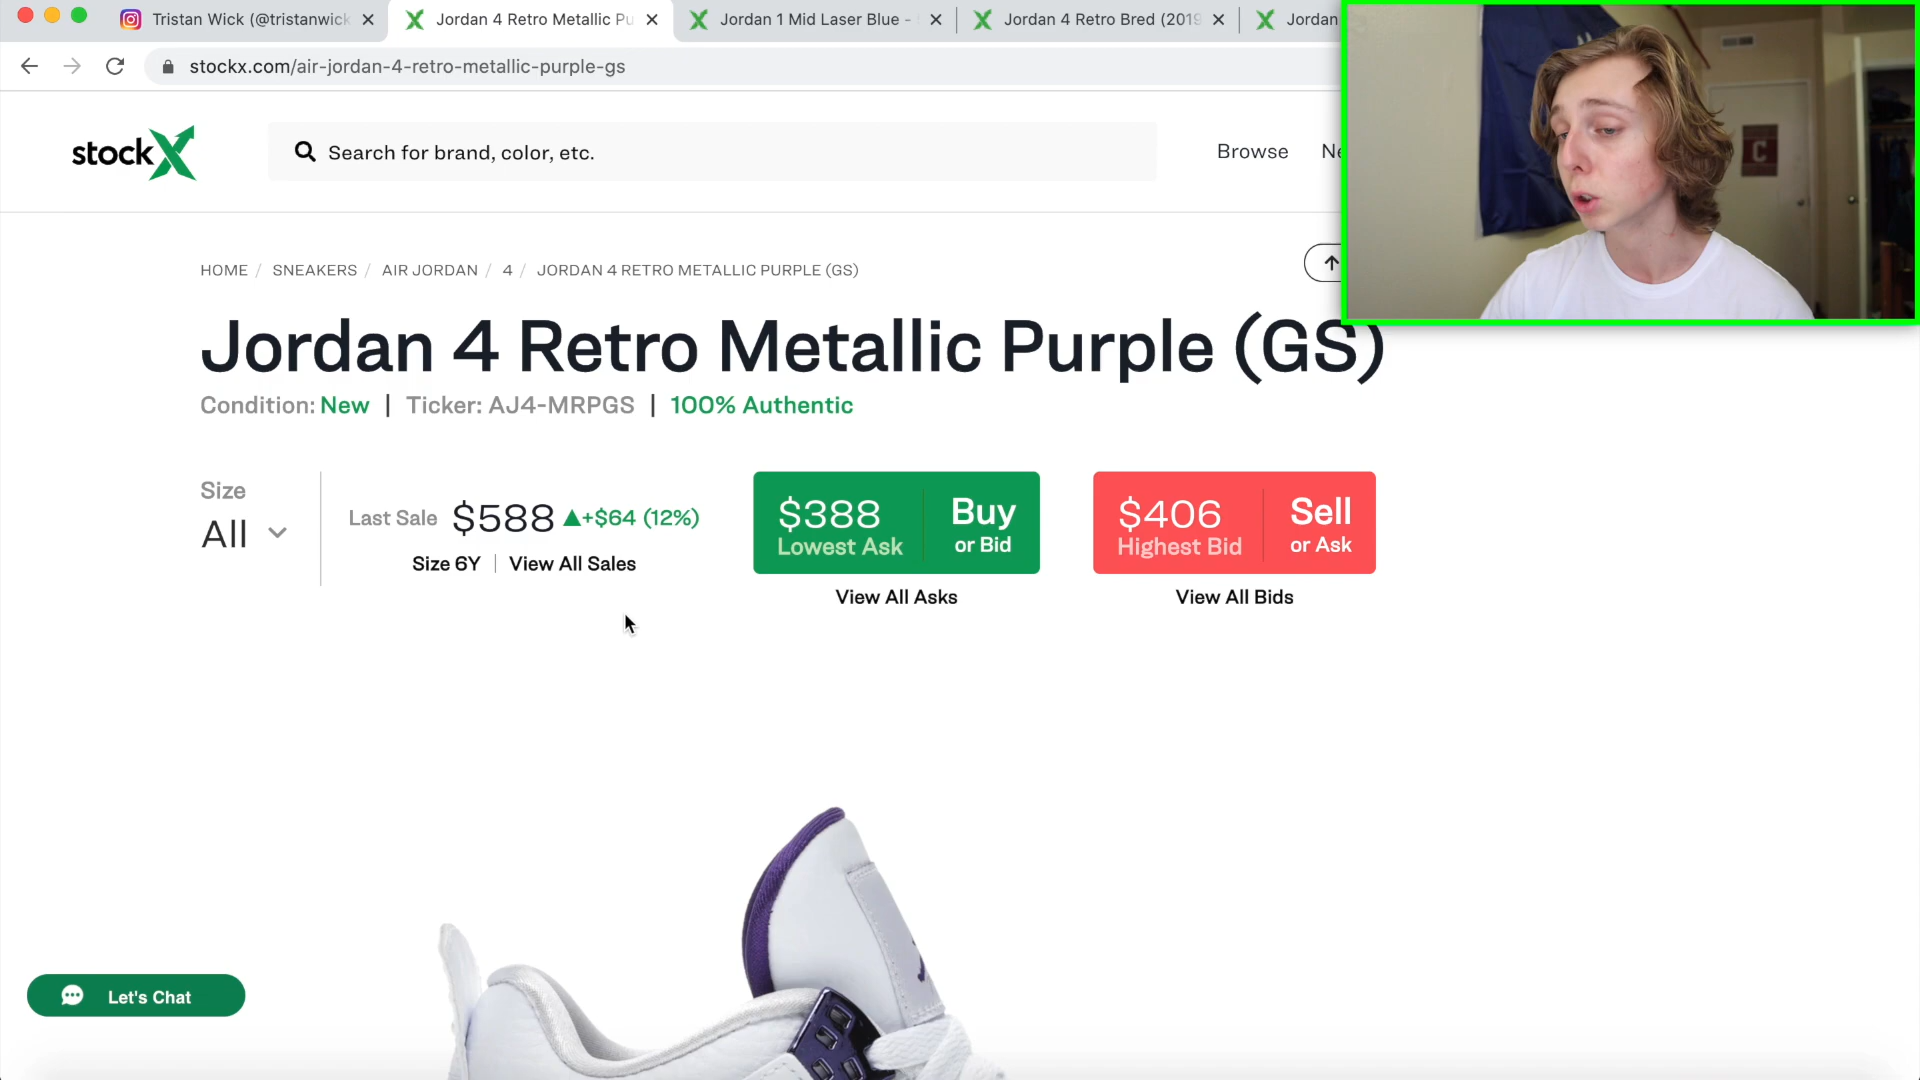 Tristan Wick (@tristanwick
Jordan 4 Retro Metallic Pu
Jordan 1 Mid Laser Blue -
Jordan 4 Retro Bred (2019
Jordan
stockx.com/air-jordan-4-retro-metallic-purple-gs
stockX
Search for brand, color, etc.
Browse
Ne
C
HOME / SNEAKERS / AIR JORDAN / 4 / JORDAN 4 RETRO METALLIC PURPLE (GS)
Jordan 4 Retro Metallic Purple (GS)
Condition: New | Ticker: AJ4-MRPGS | 100% Authentic
Size
All
Last Sale $588 ▲+$64 (12%)
Size 6Y | View All Sales
$388 Buy
Lowest Ask or Bid
View All Asks
$406 Sell
Highest Bid or Ask
View All Bids
Let's Chat